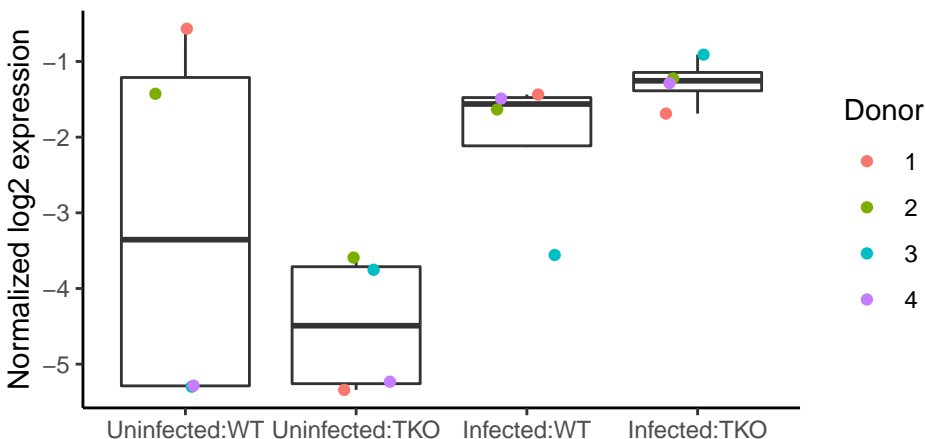 Normalized log2 expression
−1
−2
−3
−4
−5
Uninfected:WT
Uninfected:TKO
Infected:WT
Infected:TKO
Donor
1
2
3
4